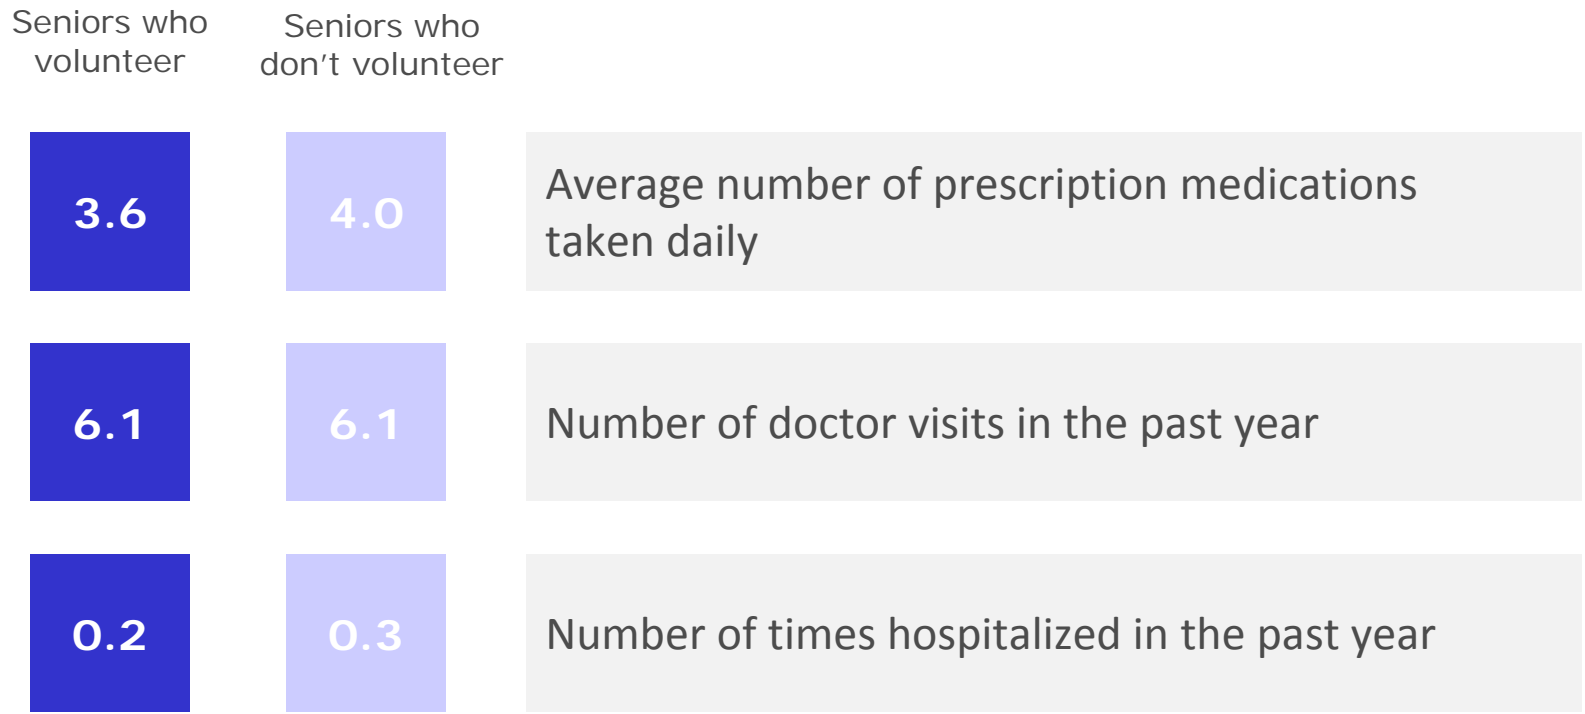 Seniors who
volunteer
Seniors who
don't volunteer
3.6
4.0
Average number of prescription medications
taken daily
6.1
6.1
Number of doctor visits in the past year
0.2
0.3
Number of times hospitalized in the past year